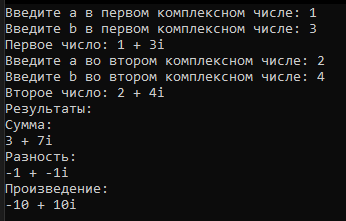 Введите a в первом комплексном числе: 1
Введите b в первом комплексном числе: 3
Первое число: 1 + 3i
Введите a во втором комплексном числе: 2
Введите b во втором комплексном числе: 4
Второе число: 2 + 4i
Результаты:
Сумма:
3 + 7i
Разность:
-1 + -1i
Произведение:
-10 + 10i